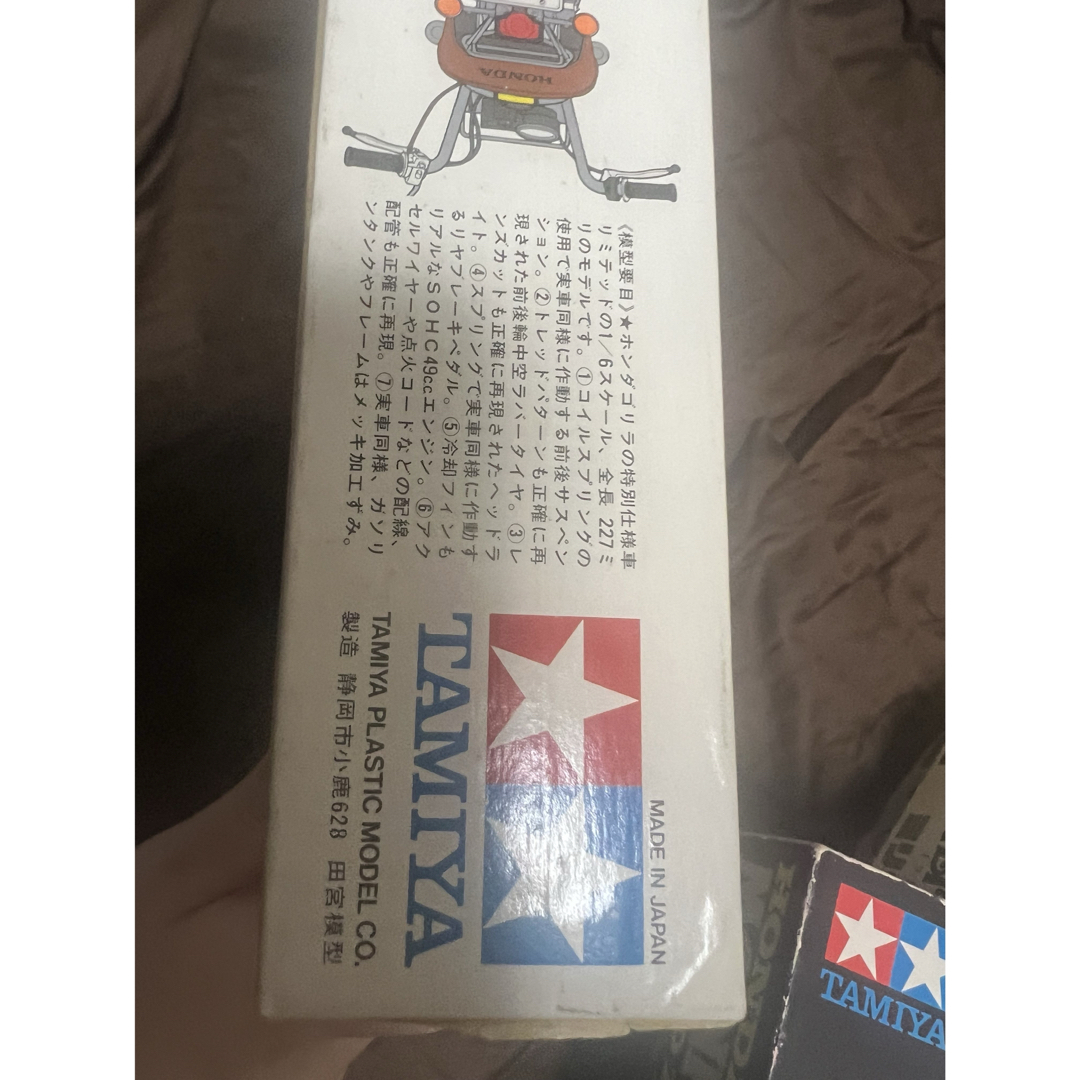 HONDA
《模型要目》★ホンダゴリラの特別仕様車
リミテッドの1/6スケール、全長 227ミ
リのモデルです。①コイルスプリングの
使用で実車同様に作動する前後サスペン
ション。②トレッドパターンも正確に再
現された前後輪中空ラバータイヤ。③レ
ンズカットも正確に再現されたヘッドラ
イト。④スプリングで実車同様に作動す
るリヤブレーキペダル。⑤冷却フィンも
リアルなSOHC49ccエンジン。⑥アク
セルワイヤーや点火コードなどの配線、
配管も正確に再現。⑦実車同様、ガソリ
ンタンクやフレームはメッキ加工ずみ。
MADE IN JAPAN
TAMIYA
TAMIYA PLASTIC MODEL CO.
製造 静岡市小鹿628 田宮模型
TAMIYA